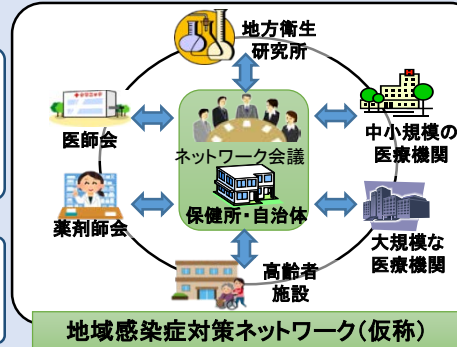 地方衛生
研究所
医師会
中小規模の
医療機関
ネットワーク会議
保健所・自治体
薬剤師会
大規模な
医療機関
高齢者
施設
地域感染症対策ネットワーク(仮称)